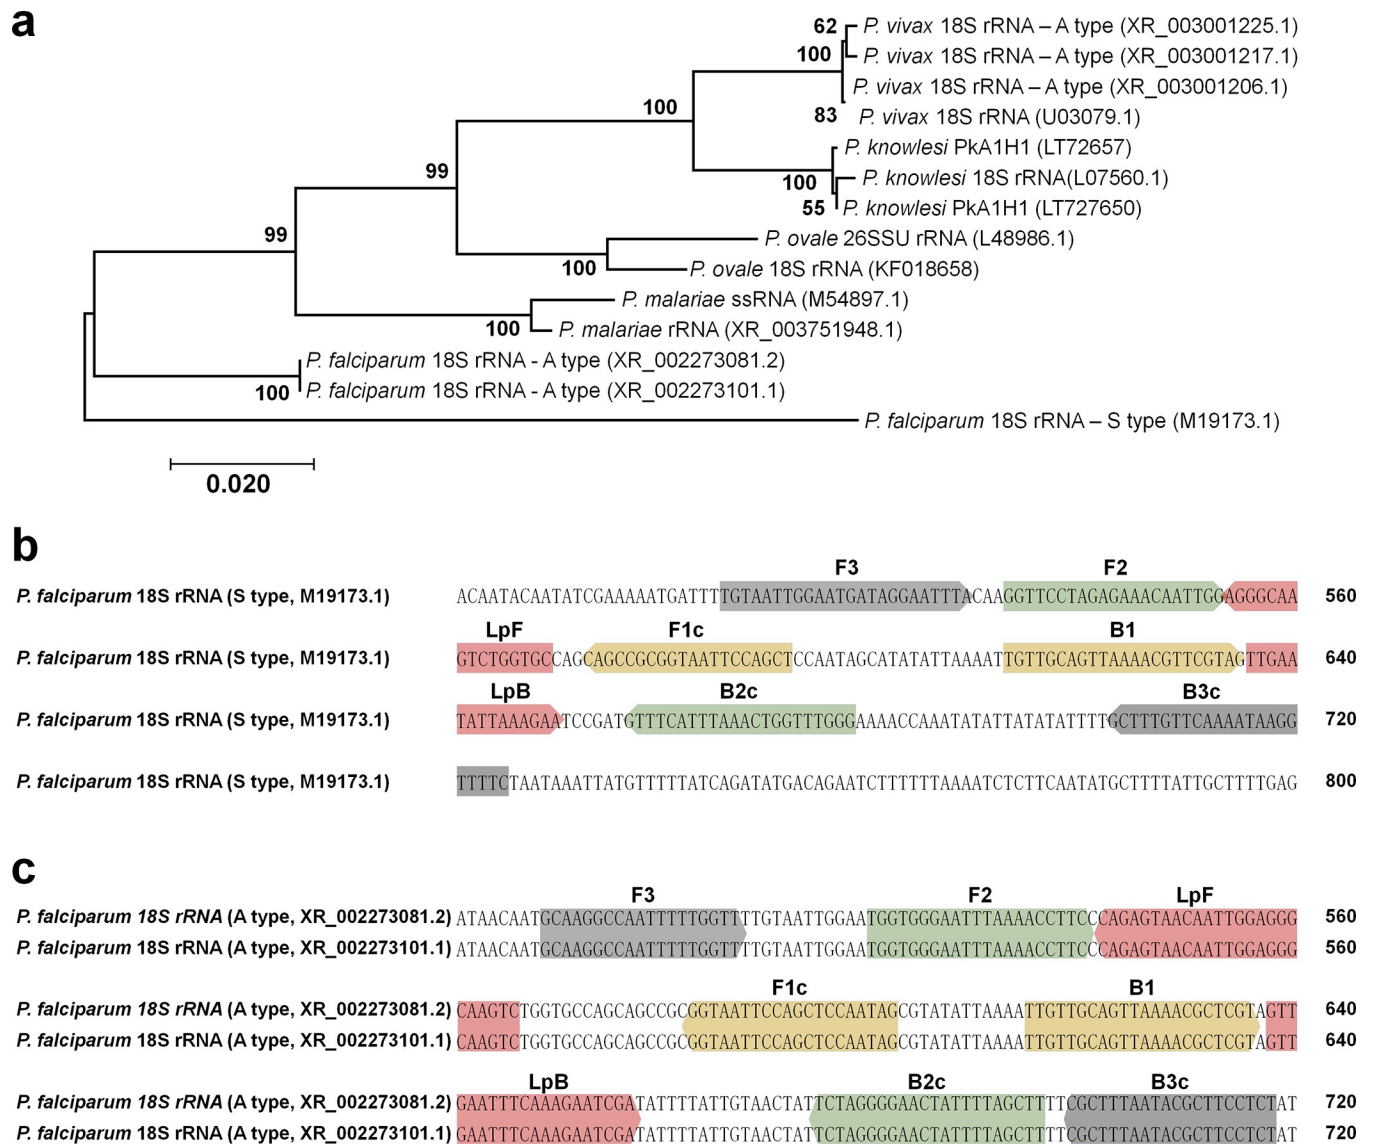 a
62 P. vivax 18S rRNA – A type (XR_003001225.1)
100 P. vivax 18S rRNA – A type (XR_003001217.1)
P. vivax 18S rRNA – A type (XR_003001206.1)
83 P. vivax 18S rRNA (U03079.1)
100
P. knowlesi PkA1H1 (LT72657)
100 P. knowlesi 18S rRNA(L07560.1)
55 P. knowlesi PkA1H1 (LT727650)
99
P. ovale 26SSU rRNA (L48986.1)
100 P. ovale 18S rRNA (KF018658)
99
P. malariae ssRNA (M54897.1)
100 P. malariae rRNA (XR_003751948.1)
P. falciparum 18S rRNA - A type (XR_002273081.2)
100 P. falciparum 18S rRNA - A type (XR_002273101.1)
P. falciparum 18S rRNA – S type (M19173.1)
0.020
b
F3 F2
P. falciparum 18S rRNA (S type, M19173.1) ACAATACAATATCGAAAAATGATTTTGTAATTGGAATGATAGGAATTTACAAGGTTCCTAGAGAAACAATTGGAGGGCAA 560
LpF F1c B1
P. falciparum 18S rRNA (S type, M19173.1) GTCTGGTGCCAGCAGCCGCGGTAATTCCAGCTCCAATAGCATATATTAAAATTGTTGCAGTTAAAACGTTCGTAGTTGAA 640
LpB B2c B3c
P. falciparum 18S rRNA (S type, M19173.1) TATTAAAGAATCCGATGTTTCATTTAAACTGGTTTGGGAAAACCAAATATATTATATATTTTGCTTTGTTCAAAATAAGG 720
P. falciparum 18S rRNA (S type, M19173.1) TTTTCTAATAAATTATGTTTTTATCAGATATGACAGAATCTTTTTTTAAAATCTCTTCAATATGCTTTTATTGCTTTTGAG 800
c
F3 F2 LpF
P. falciparum 18S rRNA (A type, XR_002273081.2) ATAACAATGCAAGGCCAATTTTTGGTTTTGTAATTGGAATGGTGGGAATTTAAAACCTTCCCAGAGTAACAATTGGAGGG 560
P. falciparum 18S rRNA (A type, XR_002273101.1) ATAACAATGCAAGGCCAATTTTTGGTTTTGTAATTGGAATGGTGGGAATTTAAAACCTTCCCAGAGTAACAATTGGAGGG 560
F1c B1
P. falciparum 18S rRNA (A type, XR_002273081.2) CAAGTCTGGTGCCAGCAGCCGCGGTAATTCCAGCTCCAATAGCGTATATTAAAATTGTTGCAGTTAAAACGCTCGTAGTT 640
P. falciparum 18S rRNA (A type, XR_002273101.1) CAAGTCTGGTGCCAGCAGCCGCGGTAATTCCAGCTCCAATAGCGTATATTAAAATTGTTGCAGTTAAAACGCTCGTAGTT 640
LpB B2c B3c
P. falciparum 18S rRNA (A type, XR_002273081.2) GAATTTCAAAGAATCGATATTTTATTGTAACTATTCTAGGGGAACTATTTTAGCTTTTCGCTTTAATACGCTTCCTCTAT 720
P. falciparum 18S rRNA (A type, XR_002273101.1) GAATTTCAAAGAATCGATATTTTATTGTAACTATTCTAGGGGAACTATTTTAGCTTTTCGCTTTAATACGCTTCCTCTAT 720